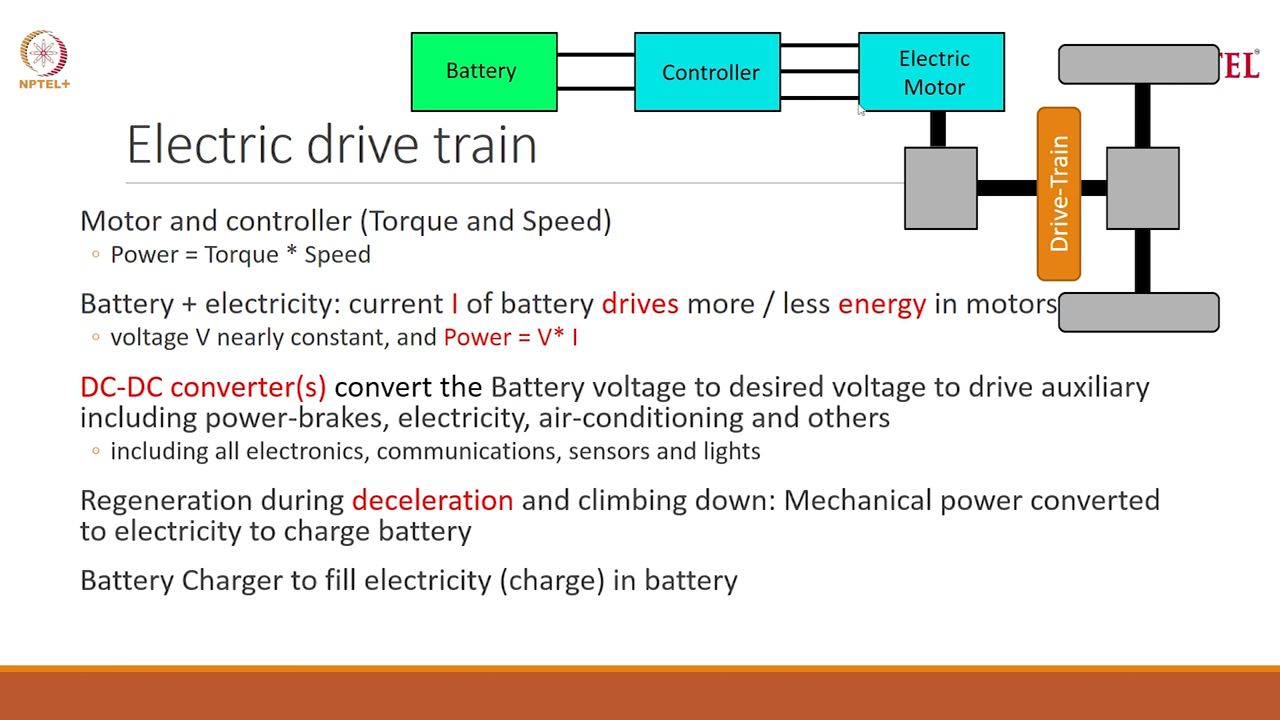 NPTEL+
Battery
Controller
Electric
Motor
TEL
Electric drive train
Drive-Train
Motor and controller (Torque and Speed)
◦ Power = Torque * Speed
Battery + electricity: current I of battery drives more / less energy in motors
◦ voltage V nearly constant, and Power = V* I
DC-DC converter(s) convert the Battery voltage to desired voltage to drive auxiliary
including power-brakes, electricity, air-conditioning and others
◦ including all electronics, communications, sensors and lights
Regeneration during deceleration and climbing down: Mechanical power converted
to electricity to charge battery
Battery Charger to fill electricity (charge) in battery